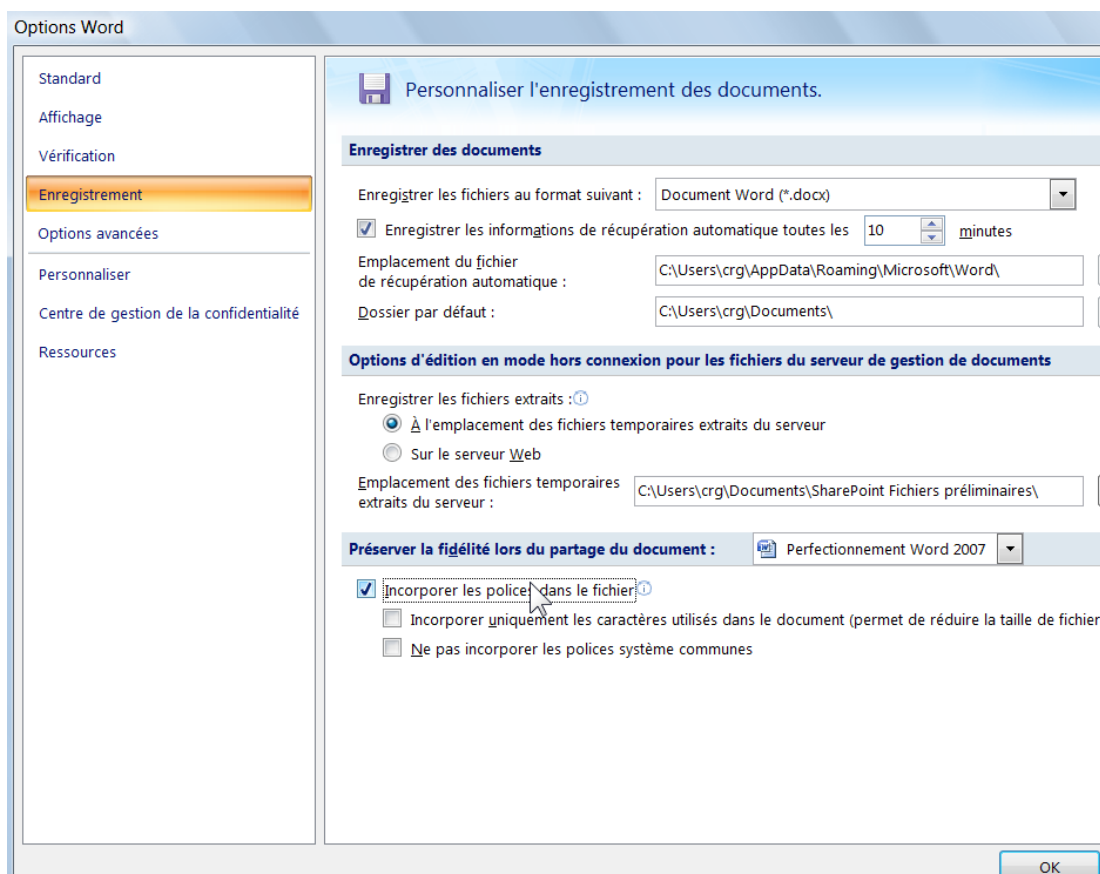 Options Word
Standard
Affichage
Vérification
Enregistrement
Options avancées
Personnaliser
Centre de gestion de la confidentialité
Ressources
Personnaliser l'enregistrement des documents.
Enregistrer des documents
Enregistrer les fichiers au format suivant : Document Word (*.docx)
Enregistrer les informations de récupération automatique toutes les 10 minutes
Emplacement du fichier
de récupération automatique : C:\Users\crg\AppData\Roaming\Microsoft\Word\
Dossier par défaut : C:\Users\crg\Documents\
Options d'édition en mode hors connexion pour les fichiers du serveur de gestion de documents
Enregistrer les fichiers extraits :
À l'emplacement des fichiers temporaires extraits du serveur
Sur le serveur Web
Emplacement des fichiers temporaires
extraits du serveur : C:\Users\crg\Documents\SharePoint Fichiers préliminaires\
Préserver la fidélité lors du partage du document : Perfectionnement Word 2007
Incorporer les polices dans le fichier
Incorporer uniquement les caractères utilisés dans le document (permet de réduire la taille de fichier
Ne pas incorporer les polices système communes
OK